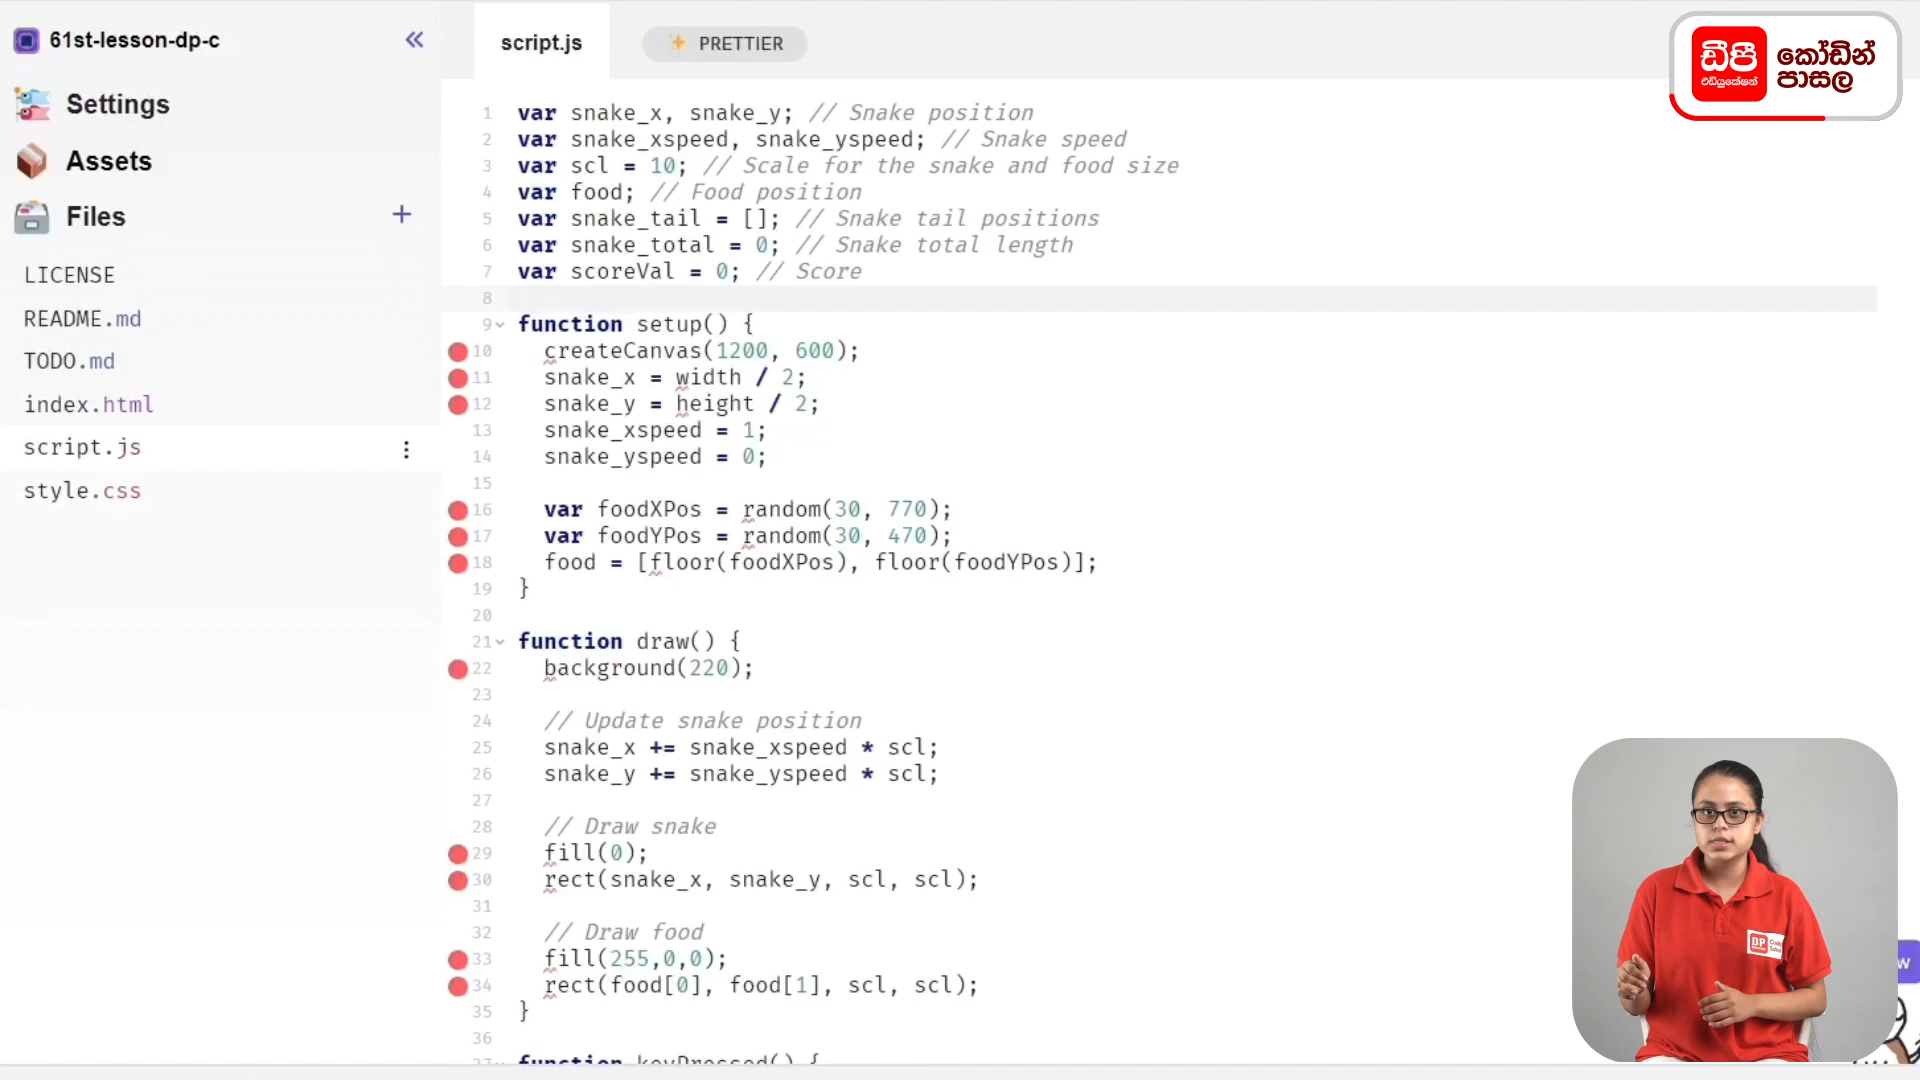 61st-lesson-dp-c
Settings
Assets
Files
LICENSE
README.md
TODO.md
index.html
script.js
style.css
script.js
✨ PRETTIER
1 var snake_x, snake_y; // Snake position
2 var snake_xspeed, snake_yspeed; // Snake speed
3 var scl = 10; // Scale for the snake and food size
4 var food; // Food position
5 var snake_tail = []; // Snake tail positions
6 var snake_total = 0; // Snake total length
7 var scoreVal = 0; // Score
8
9 function setup() {
10 createCanvas(1200, 600);
11 snake_x = width / 2;
12 snake_y = height / 2;
13 snake_xspeed = 1;
14 snake_yspeed = 0;
15
16 var foodXPos = random(30, 770);
17 var foodYPos = random(30, 470);
18 food = [floor(foodXPos), floor(foodYPos)];
19 }
20
21 function draw() {
22 background(220);
23
24 // Update snake position
25 snake_x += snake_xspeed * scl;
26 snake_y += snake_yspeed * scl;
27
28 // Draw snake
29 fill(0);
30 rect(snake_x, snake_y, scl, scl);
31
32 // Draw food
33 fill(255,0,0);
34 rect(food[0], food[1], scl, scl);
35 }
36
37 function keyPressed() {
ඩීපී
එඩියුකේෂන්
කෝඩින්
පාසල
DP
w